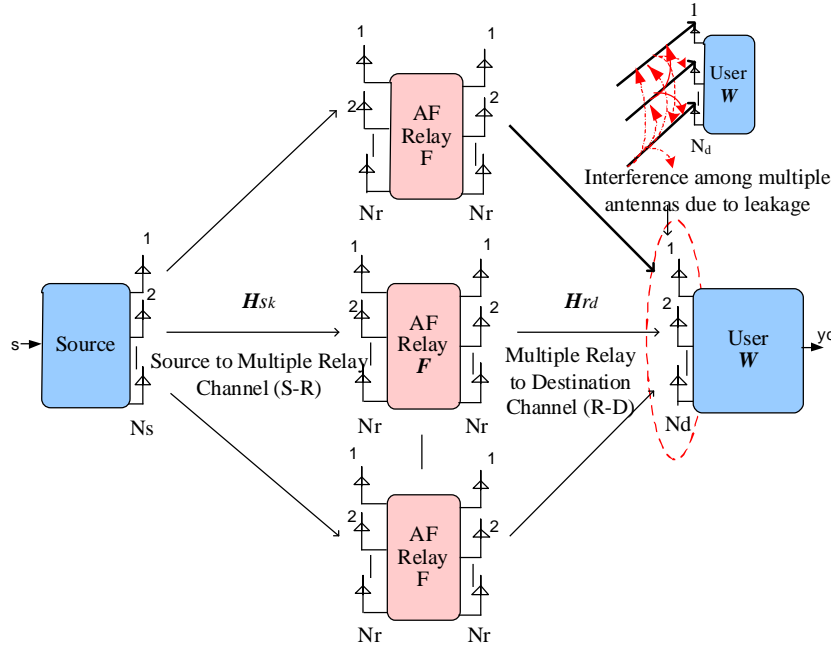 1
1
2
2
AF
Relay
F
Nr
Nr
1
User
W
Nd
Interference among multiple
antennas due to leakage
1
2
s
Source
Ns
Hsk
Source to Multiple Relay
Channel (S-R)
1
1
2
2
AF
Relay
F
Nr
Nr
Hrd
Multiple Relay
to Destination
Channel (R-D)
1
2
Nd
User
W
1
1
2
2
AF
Relay
F
Nr
Nr